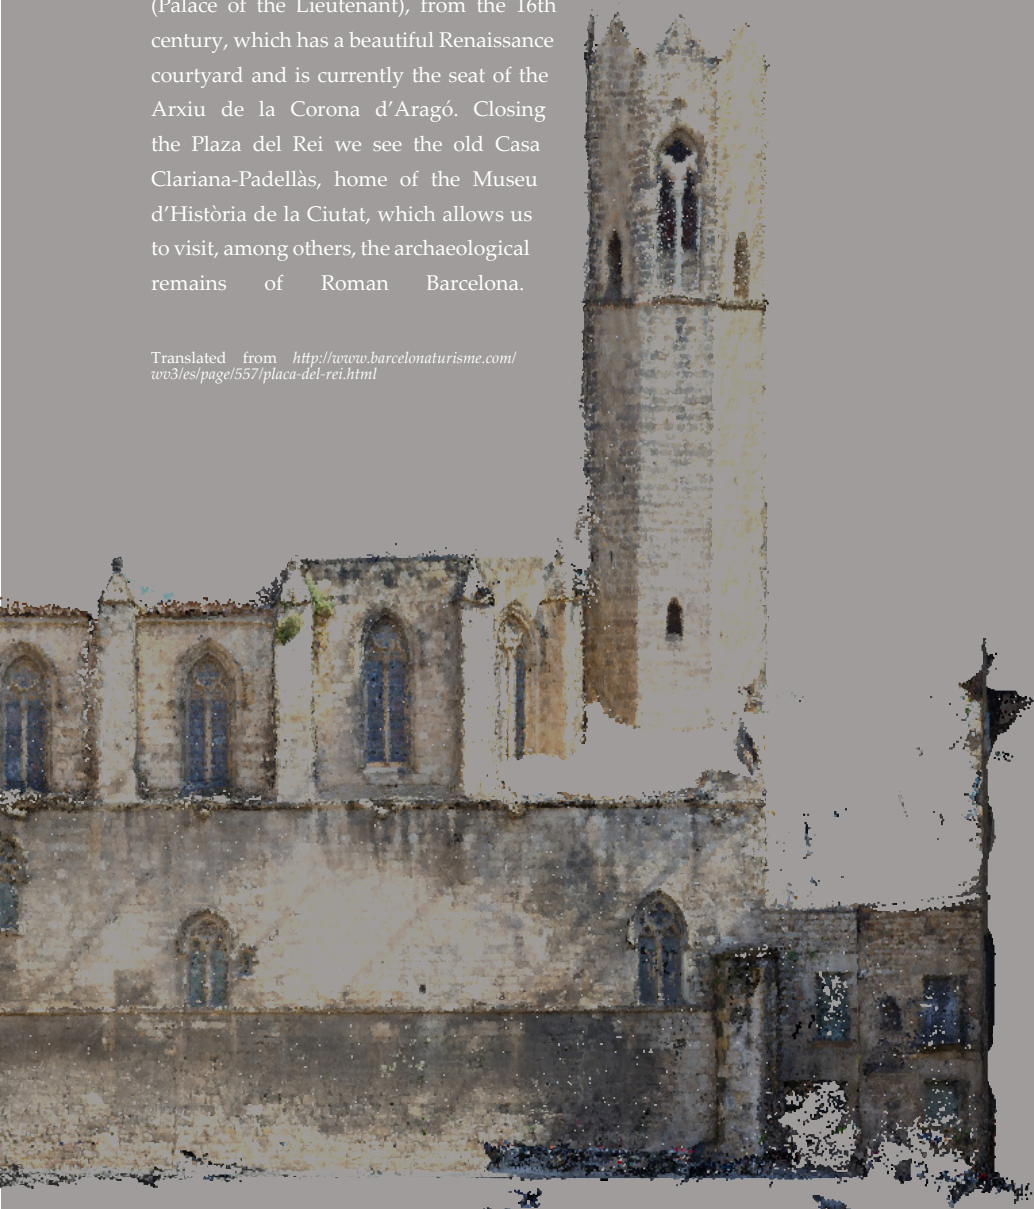 (Palace of the Lieutenant), from the 16th
century, which has a beautiful Renaissance
courtyard and is currently the seat of the
Arxiu de la Corona d’Aragó. Closing
the Plaza del Rei we see the old Casa
Clariana-Padellàs, home of the Museu
d’Història de la Ciutat, which allows us
to visit, among others, the archaeological
remains of Roman Barcelona.
Translated from http://www.barcelonaturisme.com/
wv3/es/page/557/placa-del-rei.html